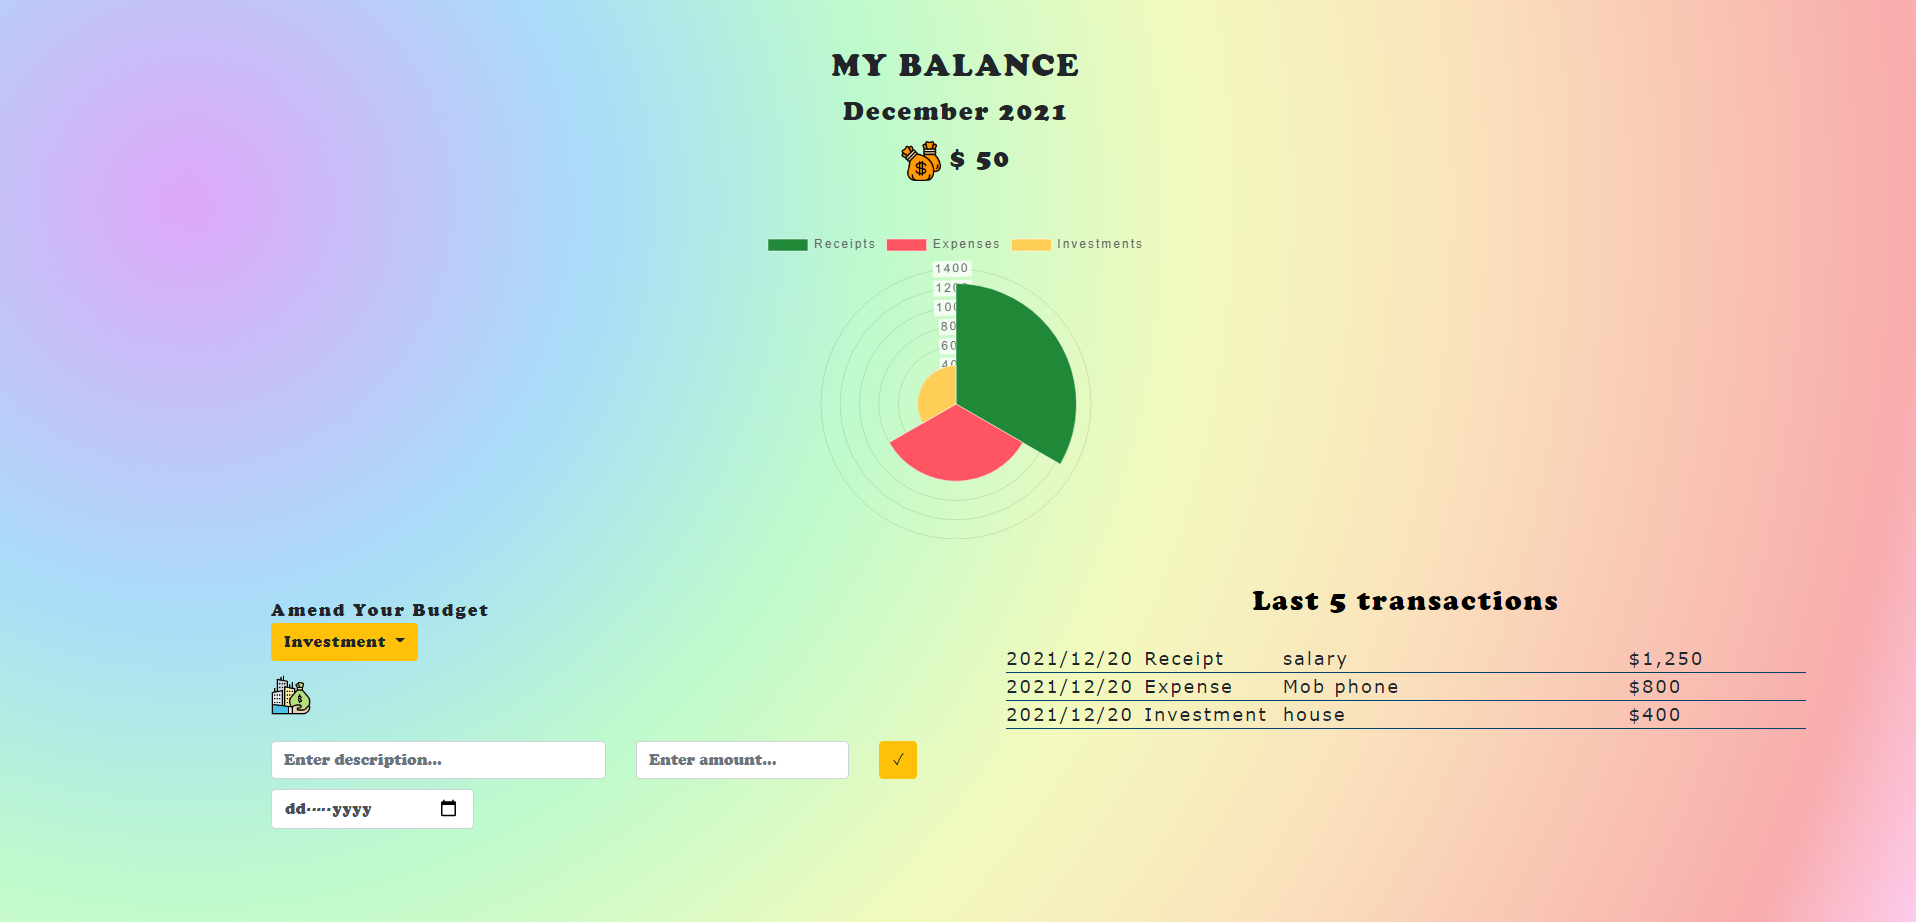 MY BALANCE
December 2021
$ 50
Receipts Expenses Investments
1400
120
100
80
60
40
Amend Your Budget
Investment
Enter description...
Enter amount...
✓
dd-----yyyy
Last 5 transactions
2021/12/20 Receipt salary $1,250
2021/12/20 Expense Mob phone $800
2021/12/20 Investment house $400